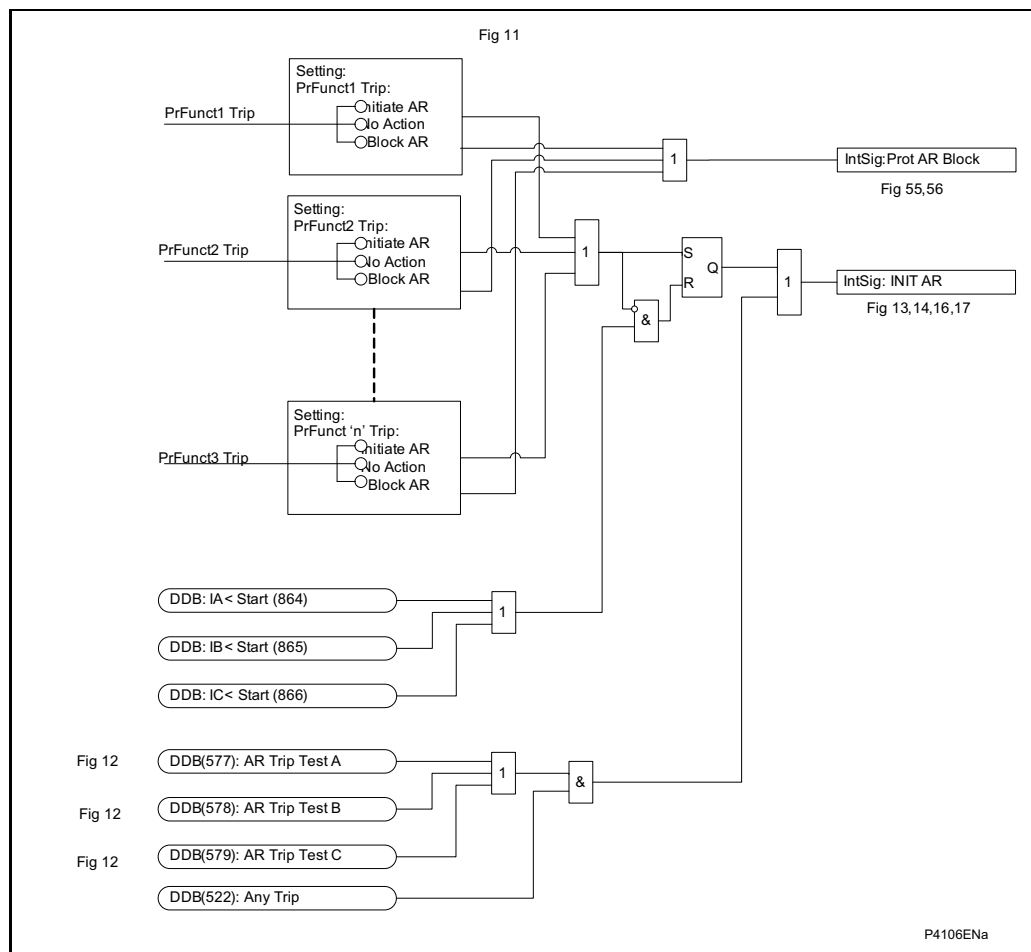 Fig 11
Setting:
PrFunct1 Trip:
PrFunct1 Trip
nitiate AR
No Action
Block AR
1
IntSig:Prot AR Block
Fig 55,56
Setting:
PrFunct2 Trip:
PrFunct2 Trip
nitiate AR
No Action
Block AR
1
S
Q
R
&
1
IntSig: INIT AR
Fig 13,14,16,17
Setting:
PrFunct ‘n’ Trip:
PrFunct3 Trip
Initiate AR
No Action
Block AR
DDB: IA< Start (864)
1
DDB: IB< Start (865)
DDB: IC< Start (866)
Fig 12
DDB(577): AR Trip Test A
1
&
Fig 12
DDB(578): AR Trip Test B
Fig 12
DDB(579): AR Trip Test C
DDB(522): Any Trip
P4106ENa